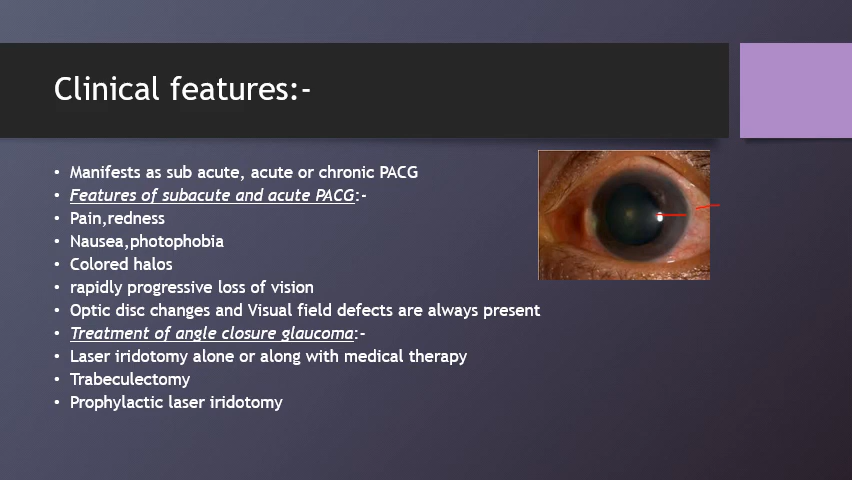 Clinical features:-
• Manifests as sub acute, acute or chronic PACG
• Features of subacute and acute PACG:-
• Pain,redness
• Nausea,photophobia
• Colored halos
• rapidly progressive loss of vision
• Optic disc changes and Visual field defects are always present
• Treatment of angle closure glaucoma:-
• Laser iridotomy alone or along with medical therapy
• Trabeculectomy
• Prophylactic laser iridotomy